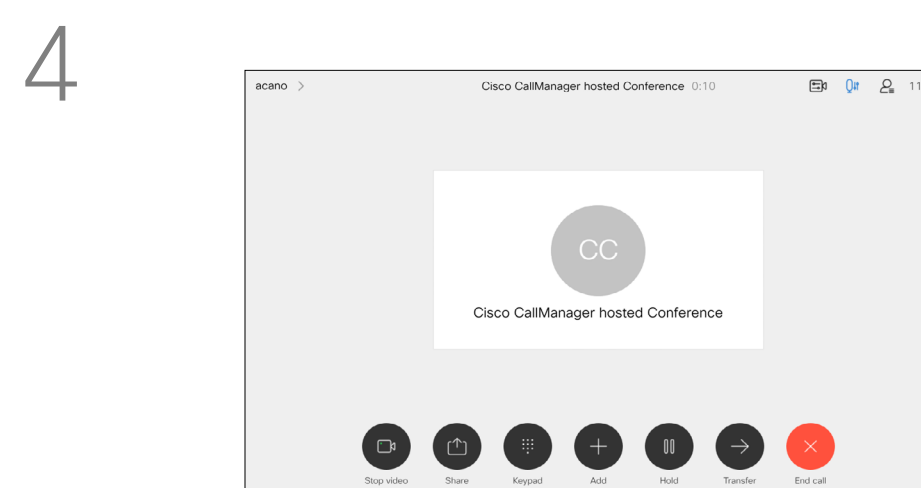 4
acano >
Cisco CallManager hosted Conference 0:10
11
CC
Cisco CallManager hosted Conference
Stop video Share Keypad Add Hold Transfer End call